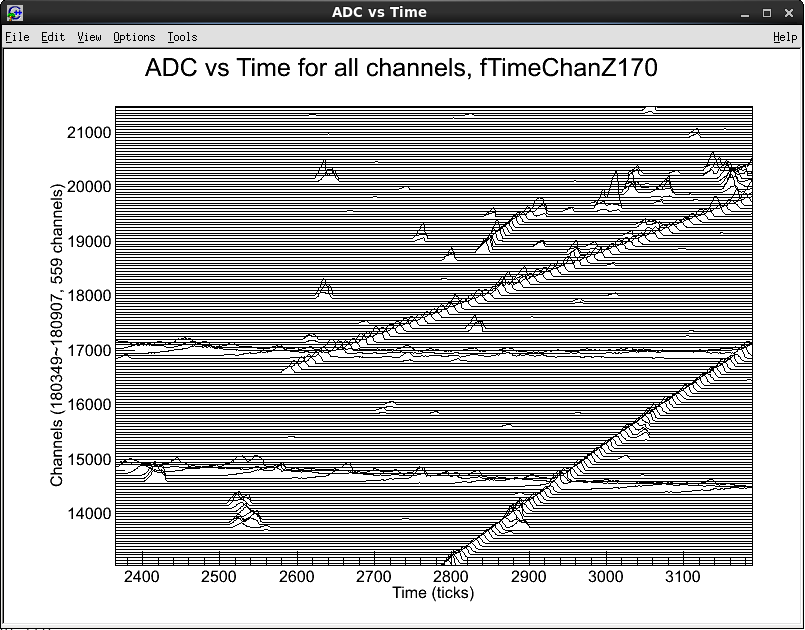 ADC vs Time
File Edit View Options Tools Help
ADC vs Time for all channels, fTimeChanZ170
Channels (180349~180907, 559 channels)
21000
20000
19000
18000
17000
16000
15000
14000
2400 2500 2600 2700 2800 2900 3000 3100
Time (ticks)